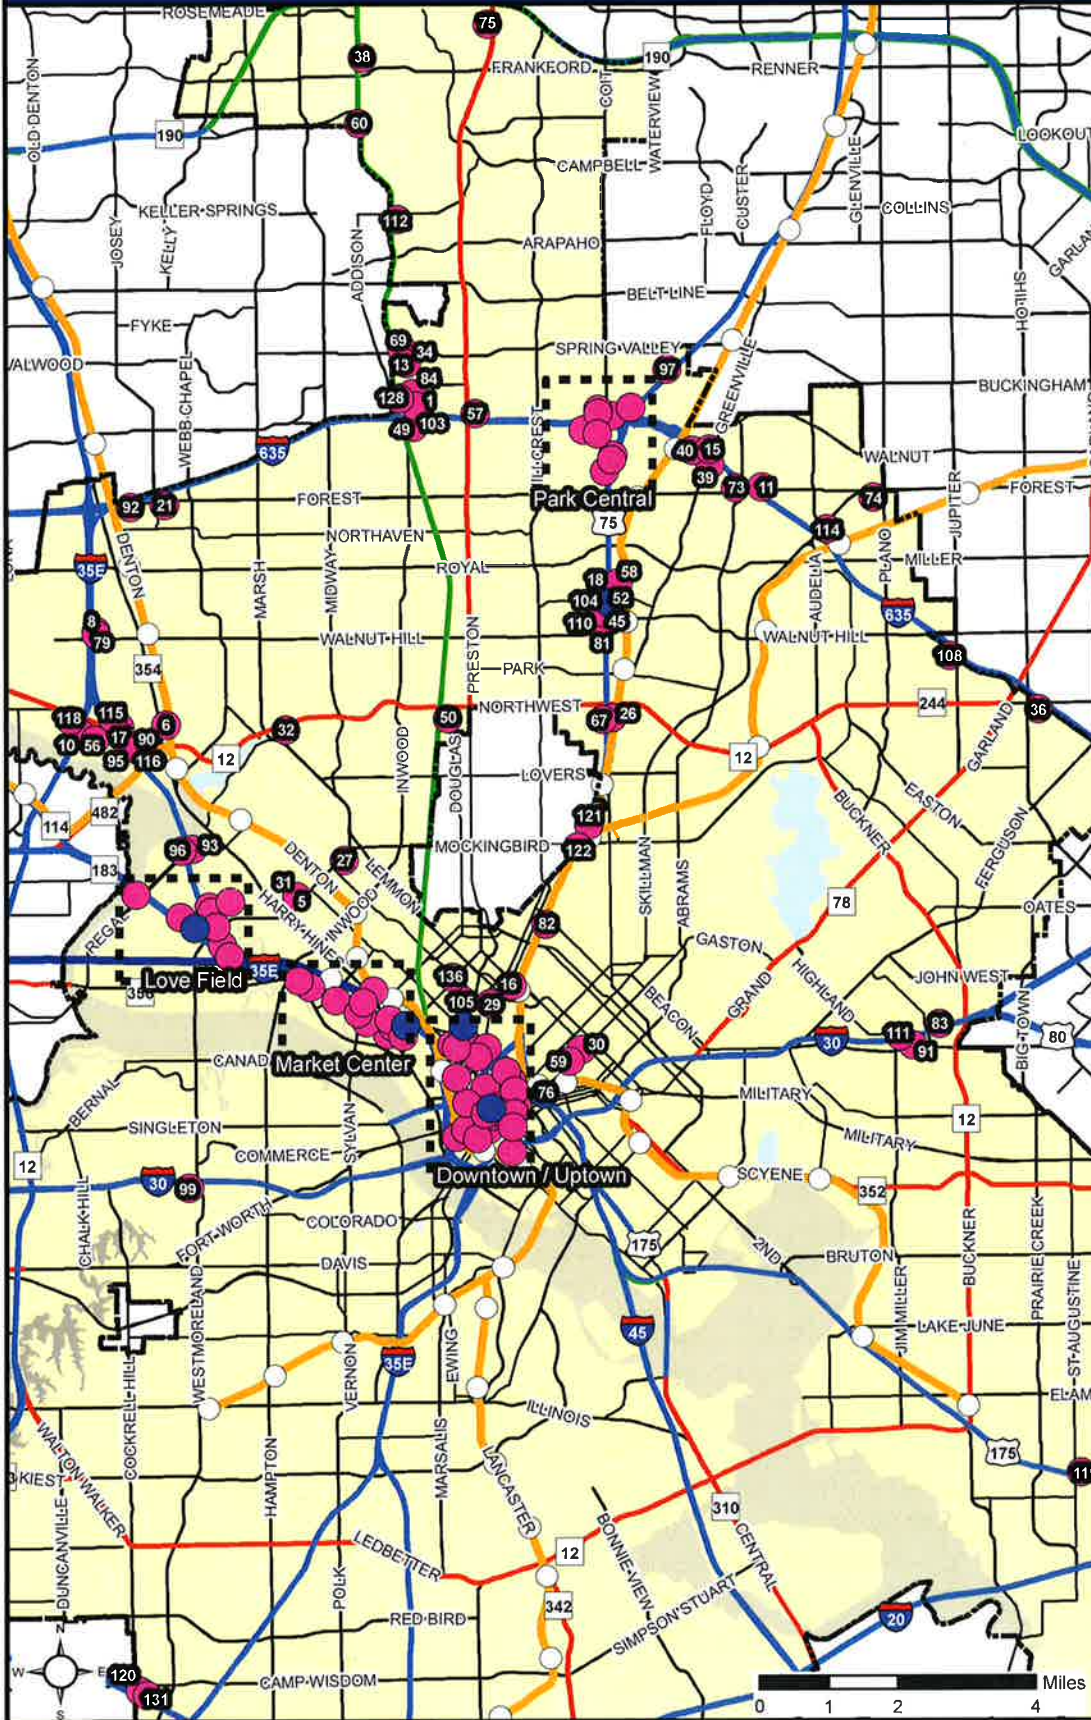 ROSEMEADE
75
38
FRANKFORD
190
RENNER
OLD DENTON
COIT
WATERVIEW
60
190
LOOKOUT
CAMPBELL
FLOYD
CUSTER
GLENVILLE
KELLER SPRINGS
112
COLLINS
JOSEY
KELLY
ADDISON
ARAPAHO
GARLAN
BELT LINE
FYKE
69
34
SPRING VALLEY
VALWOOD
13
97
WEBB CHAPEL
84
GREENVILLE
BUCKINGHAM
128
1
57
103
49
HILLCREST
635
40
15
WALNUT
39
92
21
FOREST
Park Central
73
11
74
JUPITER
FOREST
75
NORTHAVEN
114
DENTON
35E
MARSH
MIDWAY
ROYAL
58
18
AUDELIA
PLANO
MILLER
104
52
635
8
79
WALNUT HILL
110
45
81
WALNUT HILL
354
PRESTON
PARK
108
118
115
6
50
NORTHWEST
67
26
244
36
10
56
17
90
32
95
116
12
INWOOD
DOUGLAS
12
GARLAND
LOVERS
482
114
121
BUCKNER
EASTON
FERGUSON
96
93
27
MOCKINGBIRD
122
183
DENTON
LEMMON
SKILLMAN
ABRAMS
31
5
HARRY HINES
INWOOD
78
OATES
REGAL
82
GASTON
35E
136
16
JOHN WEST
Love Field
356
105
29
BEACON
GRAND
HIGHLAND
BIG TOWN
111
83
30
91
80
CANAD
Market Center
59
30
76
BERNAL
MILITARY
12
SINGLETON
SYLVAN
MILITARY
COMMERCE
12
Downtown / Uptown
SCYENE
30
99
352
CHALK HILL
FORT WORTH
COLORADO
175
2ND
BRUTON
DAVIS
WESTMORELAND
JIM MILLER
BUCKNER
PRAIRIE CREEK
ST AUGUSTINE
45
LAKE JUNE
35E
EWING
COCKRELL HILL
VERNON
ELAM
ILLINOIS
WALTON WALKER
HAMPTON
MARSALIS
LANCASTER
175
KIEST
11
310
DUNCANVILLE
LEDBETTER
12
BONNIE VIEW
CENTRAL
POLK
342
SIMPSON STUART
RED BIRD
20
N
W
E
S
120
131
CAMP WISDOM
Miles
0 1 2 4